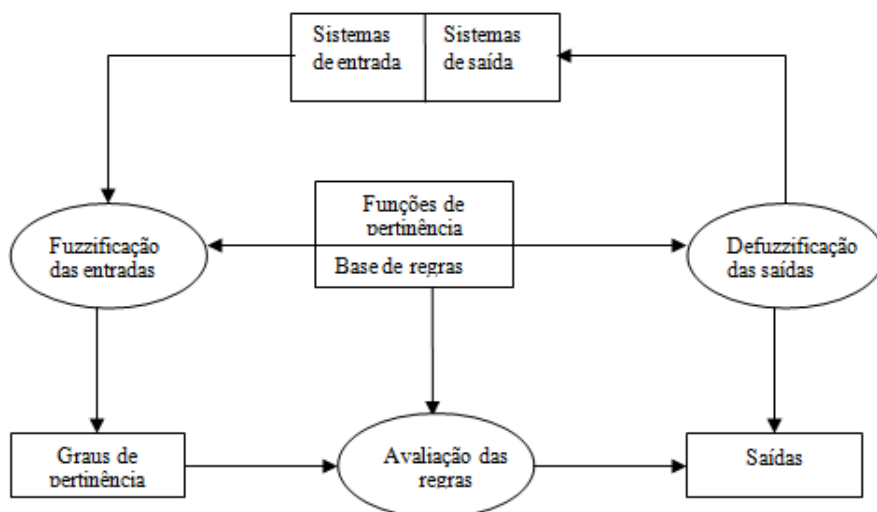 Sistemas
de entrada
Sistemas
de saída
Funções de
pertinência
Base de regras
Fuzzificação
das entradas
Defuzzificação
das saídas
Graus de
pertinência
Avaliação das
regras
Saídas